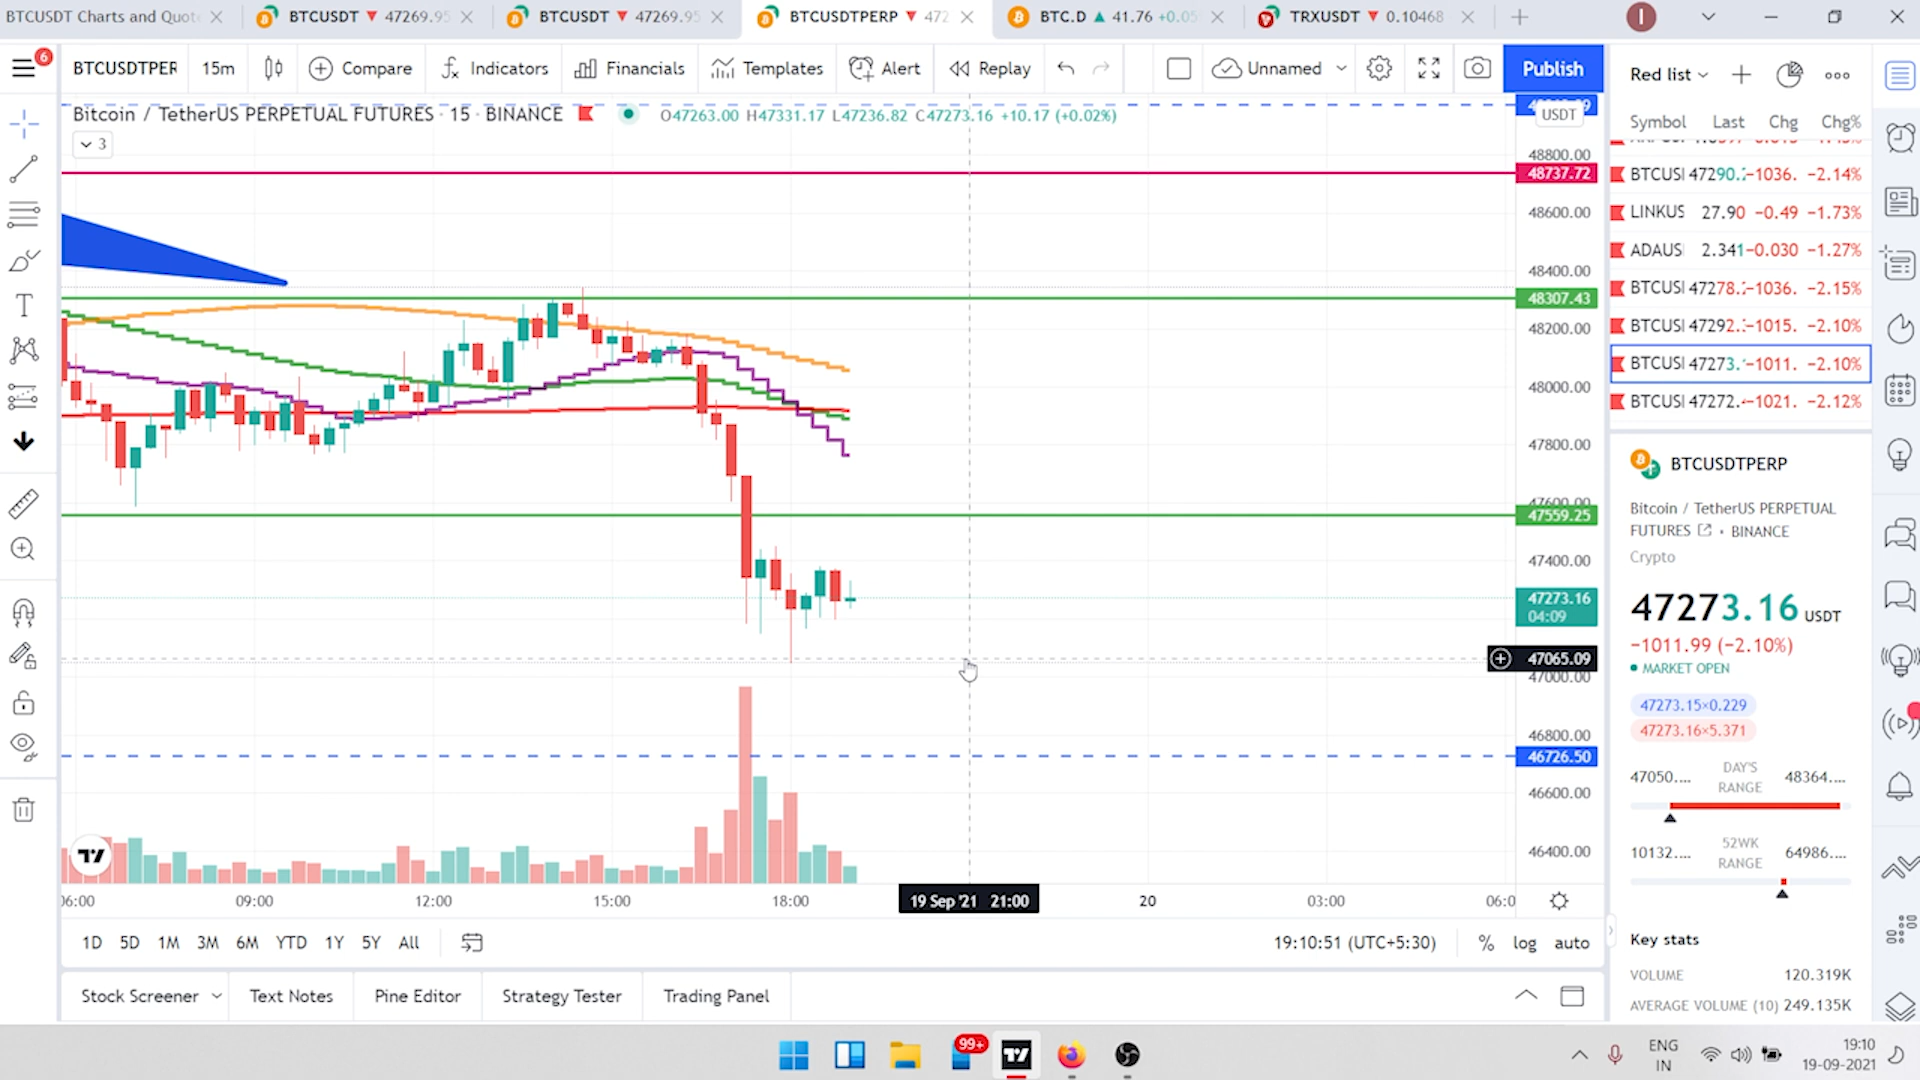 BTCUSDT Charts and Quot
BTCUSDT ▼ 47269.95
BTCUSDT ▼ 47269.95
BTCUSDTPERP ▼ 472
BTC.D ▲ 41.76 +0.05
TRXUSDT ▼ 0.10468
I
6
BTCUSDTPER
15m
Compare
Indicators
Financials
Templates
Alert
Replay
Unnamed
Publish
Red list
Bitcoin / TetherUS PERPETUAL FUTURES · 15 · BINANCE
O47263.00 H47331.17 L47236.82 C47273.16 +10.17 (+0.02%)
3
USDT
48800.00
48737.72
48600.00
48400.00
48307.43
48200.00
48000.00
47800.00
47600.00
47559.25
47400.00
47273.16
04:09
47065.09
47000.00
46800.00
46726.50
46600.00
46400.00
Symbol Last Chg Chg%
BTCUSI 47290. −1036. −2.14%
LINKUS 27.90 −0.49 −1.73%
ADAUS 2.341 −0.030 −1.27%
BTCUSI 47278. −1036. −2.15%
BTCUSI 47292. −1015. −2.10%
BTCUSI 47273. −1011. −2.10%
BTCUSI 47272. −1021. −2.12%
BTCUSDTPERP
Bitcoin / TetherUS PERPETUAL
FUTURES · BINANCE
Crypto
47273.16 USDT
−1011.99 (−2.10%)
MARKET OPEN
47273.15×0.229
47273.16×5.371
47050.... DAY'S RANGE 48364....
10132.... 52WK RANGE 64986....
Key stats
VOLUME 120.319K
AVERAGE VOLUME (10) 249.135K
06:00 09:00 12:00 15:00 18:00 19 Sep '21 21:00 20 03:00 06:0
1D 5D 1M 3M 6M YTD 1Y 5Y All
19:10:51 (UTC+5:30) % log auto
Stock Screener Text Notes Pine Editor Strategy Tester Trading Panel
99+
ENG
IN
19:10
19-09-2021